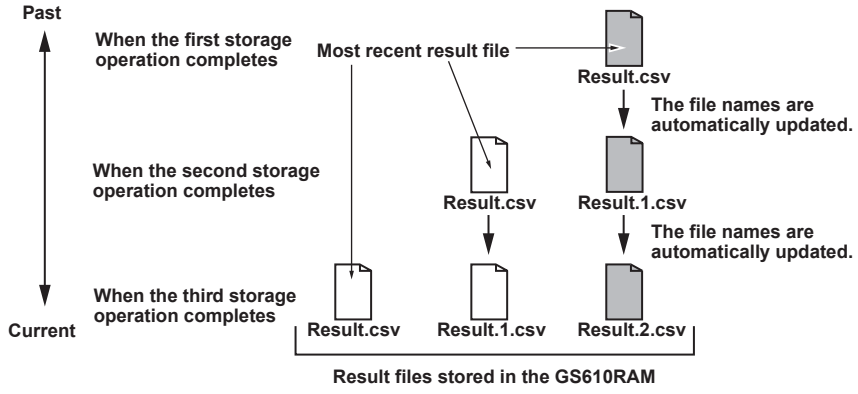 Past
When the first storage
operation completes
Most recent result file
Result.csv
The file names are
automatically updated.
When the second storage
operation completes
Result.csv
Result.1.csv
The file names are
automatically updated.
When the third storage
operation completes
Current
Result.csv
Result.1.csv
Result.2.csv
Result files stored in the GS610RAM